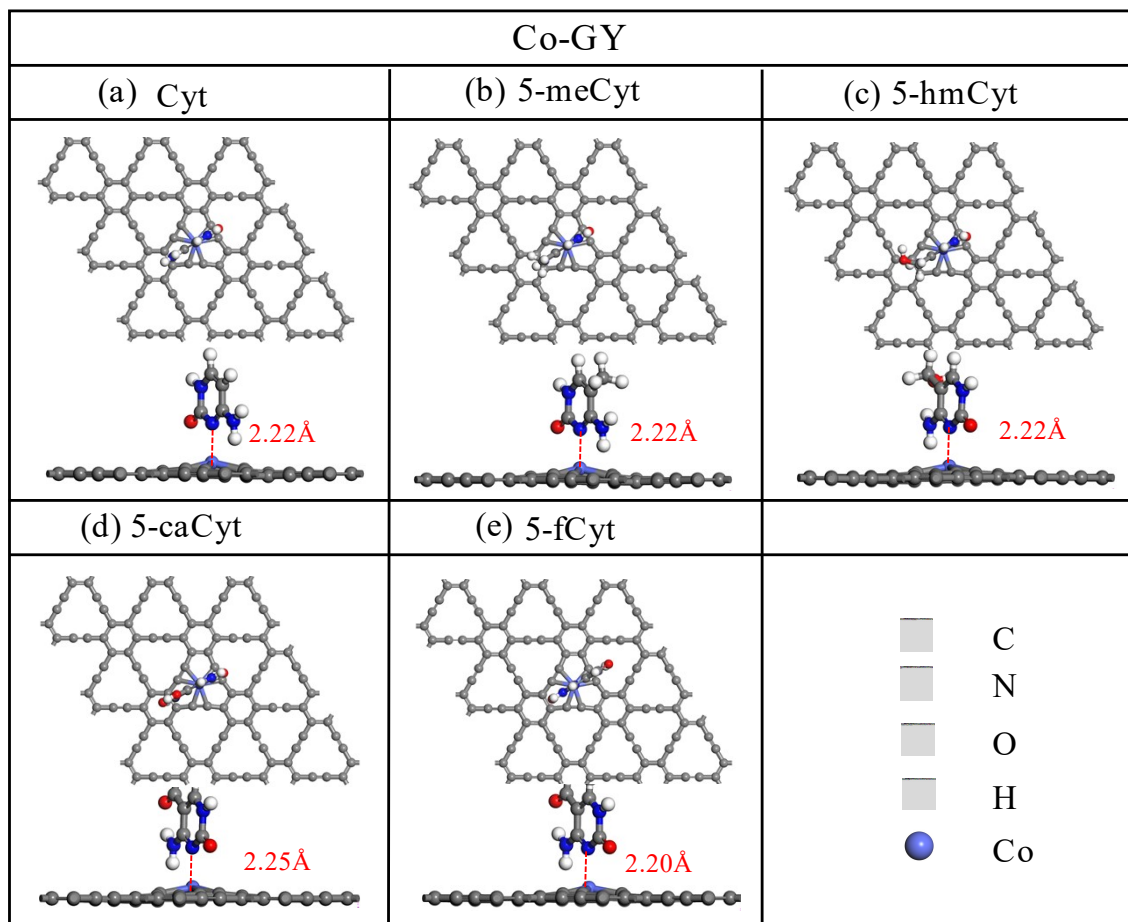 Co-GY
(a) Cyt
(b) 5-meCyt
(c) 5-hmCyt
2.22Å
2.22Å
2.22Å
(d) 5-caCyt
(e) 5-fCyt
2.25Å
2.20Å
C
N
O
H
Co